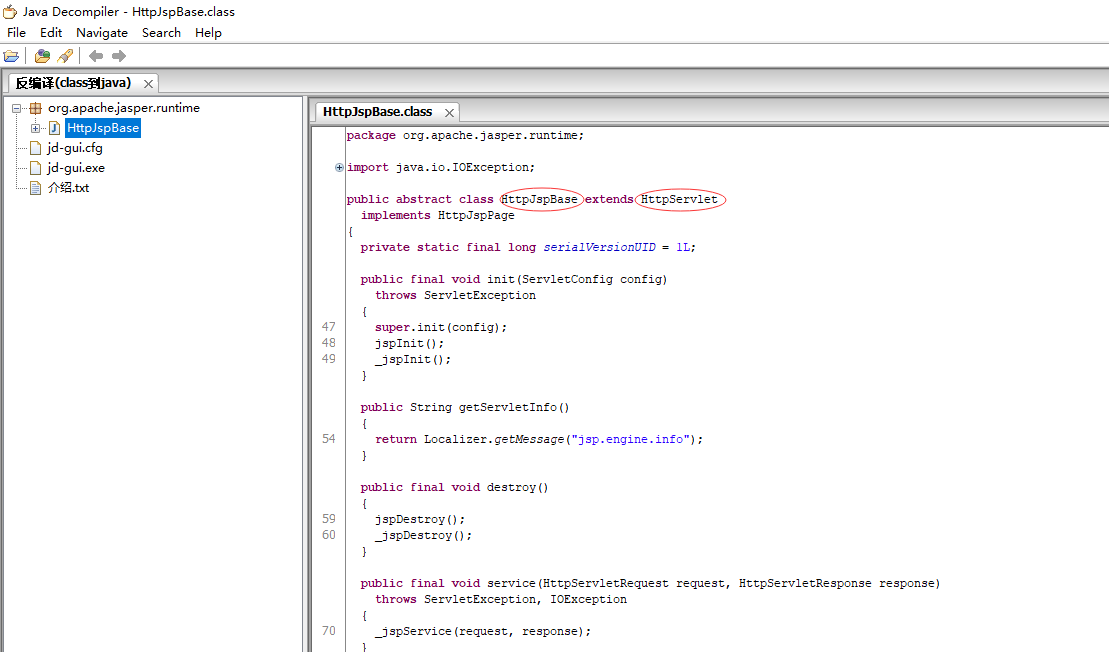 Java Decompiler - HttpJspBase.class
File Edit Navigate Search Help
反编译(class到java)
org.apache.jasper.runtime
HttpJspBase
jd-gui.cfg
jd-gui.exe
介绍.txt
HttpJspBase.class
package org.apache.jasper.runtime;
import java.io.IOException;
public abstract class HttpJspBase extends HttpServlet
implements HttpJspPage
{
private static final long serialVersionUID = 1L;
public final void init(ServletConfig config)
throws ServletException
{
47 super.init(config);
48 jspInit();
49 _jspInit();
}
public String getServletInfo()
{
54 return Localizer.getMessage("jsp.engine.info");
}
public final void destroy()
{
59 jspDestroy();
60 _jspDestroy();
}
public final void service(HttpServletRequest request, HttpServletResponse response)
throws ServletException, IOException
{
70 _jspService(request, response);
}